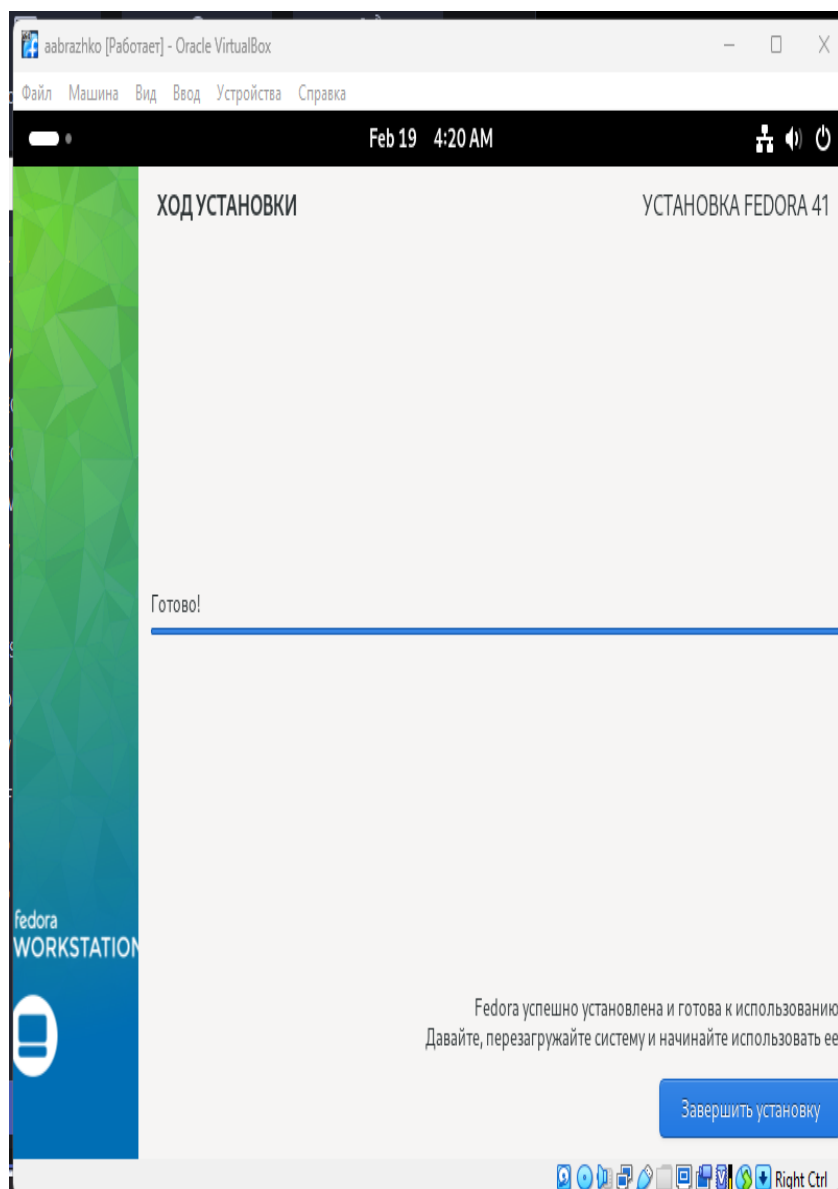 aabrazhko [Работает] - Oracle VirtualBox
Файл Машина Вид Ввод Устройства Справка
Feb 19 4:20 AM
ХОД УСТАНОВКИ
УСТАНОВКА FEDORA 41
Готово!
fedora
WORKSTATION
Fedora успешно установлена и готова к использованию
Давайте, перезагружайте систему и начинайте использовать ее
Завершить установку
Right Ctrl